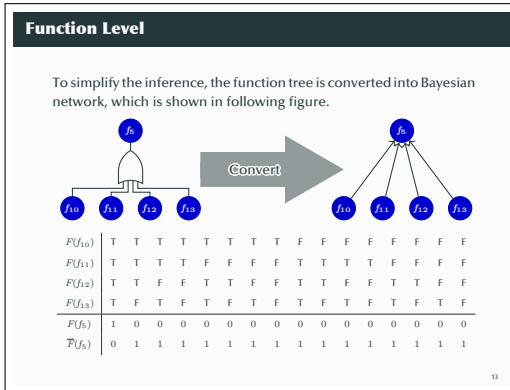 Function Level
To simplify the inference, the function tree is converted into Bayesian
network, which is shown in following figure.
f5 f5
Convert
f10 f11 f12 f13 f10 f11 f12 f13
F(f10) T T T T T T T T F F F F F F F F
F(f11) T T T T F F F F T T T T F F F F
F(f12) T T F F T T F F T T F F T T F F
F(f13) T F T F T F T F T F T F T F T F
F(f5) 1 0 0 0 0 0 0 0 0 0 0 0 0 0 0 0
F̅(f5) 0 1 1 1 1 1 1 1 1 1 1 1 1 1 1 1
13